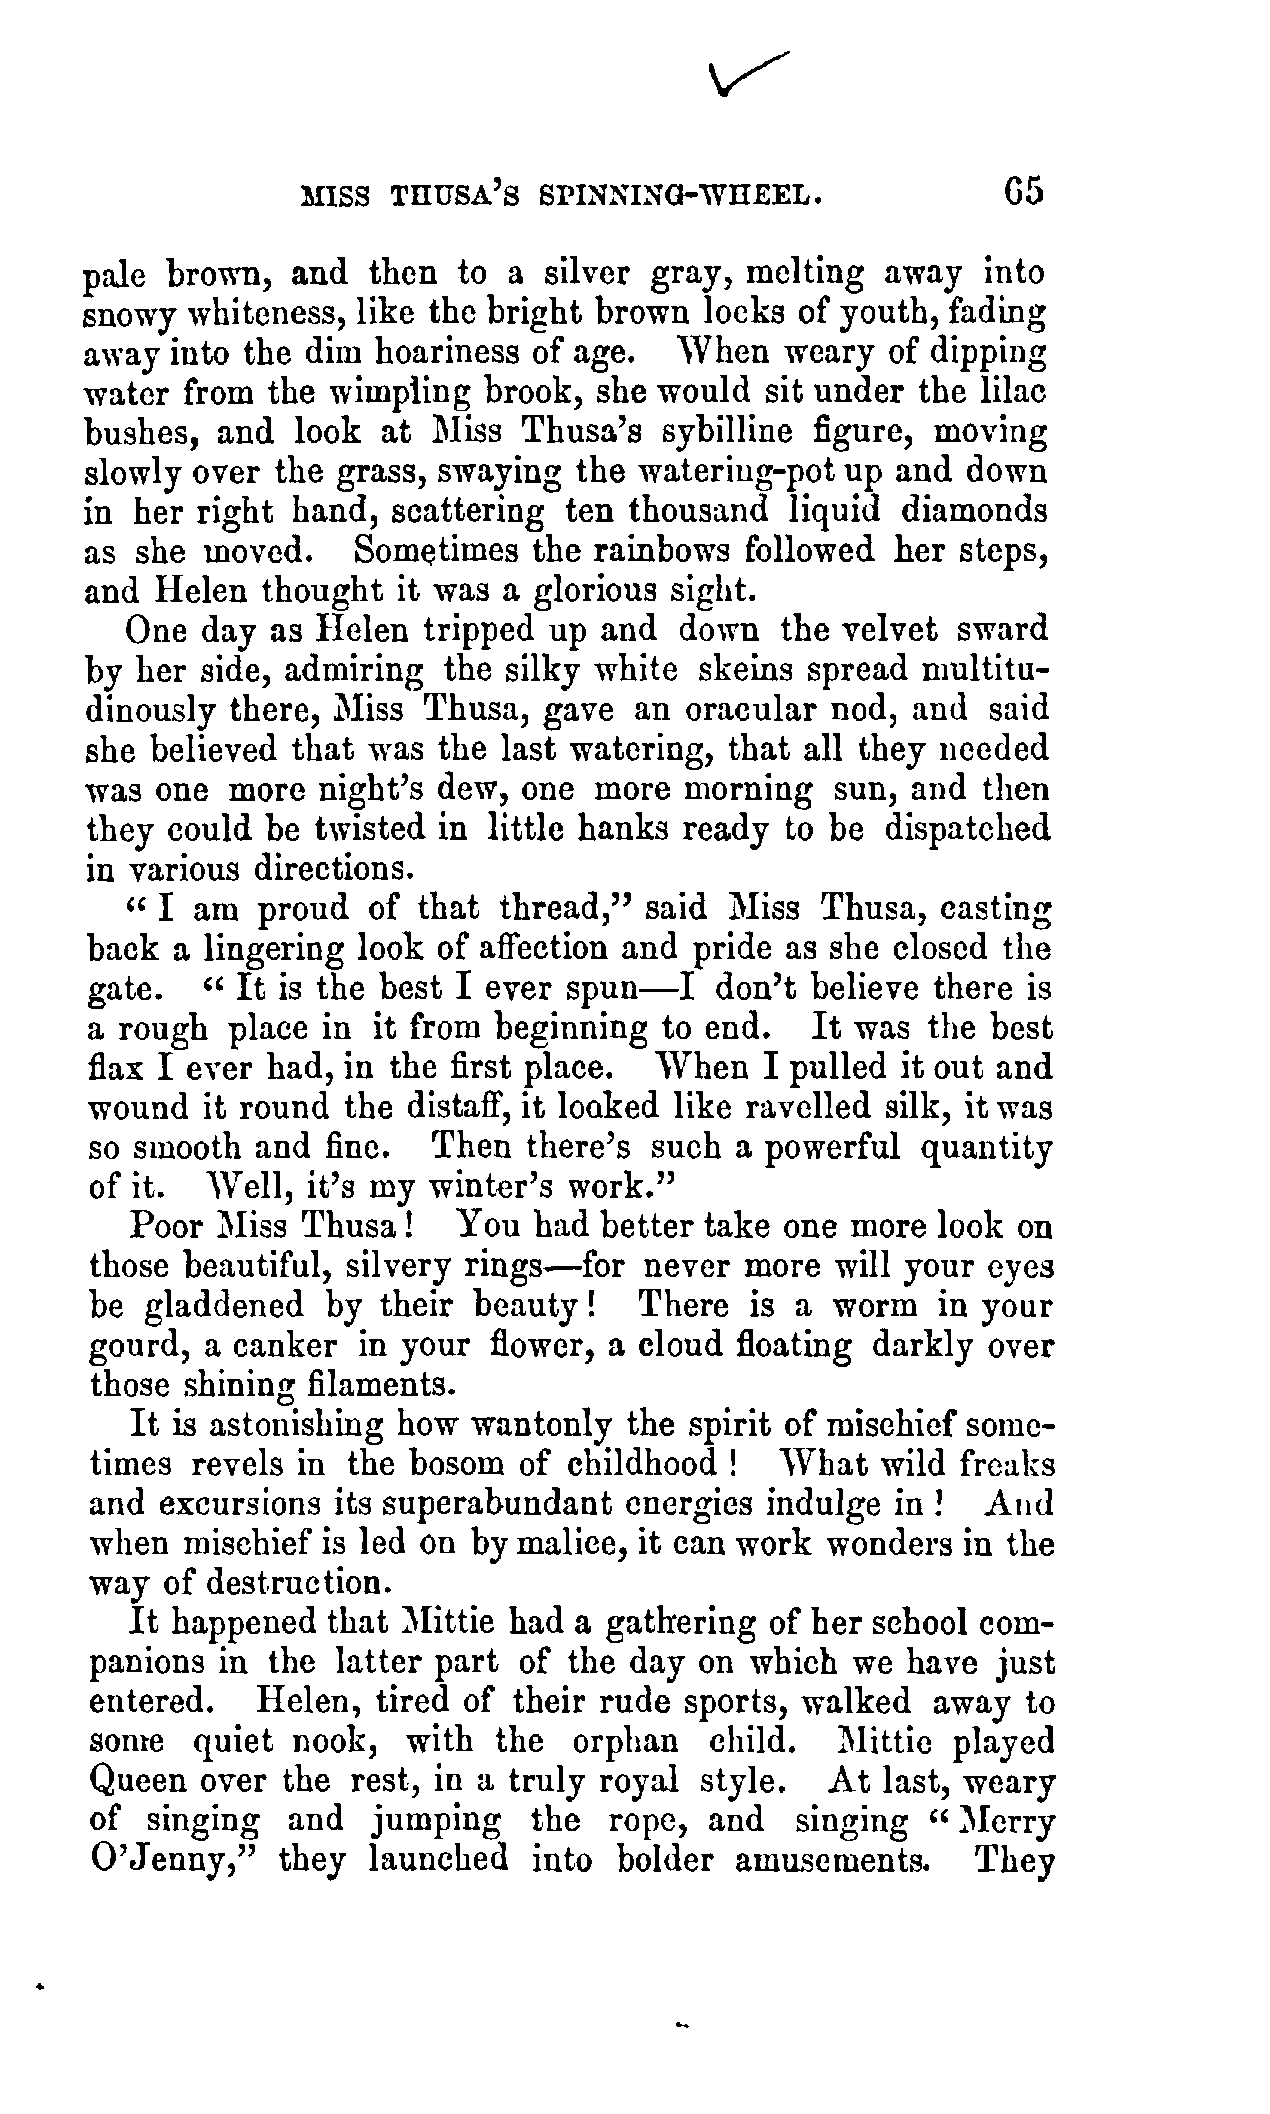 MISS THUSA'S SPINNING-WHEEL. 65
pale brown, and then to a silver gray, melting away into
snowy whiteness, like the bright brown locks of youth, fading
away into the dim hoariness of age. When weary of dipping
water from the wimpling brook, she would sit under the lilac
bushes, and look at Miss Thusa's sybilline figure, moving
slowly over the grass, swaying the watering-pot up and down
in her right hand, scattering ten thousand liquid diamonds
as she moved. Sometimes the rainbows followed her steps,
and Helen thought it was a glorious sight.
One day as Helen tripped up and down the velvet sward
by her side, admiring the silky white skeins spread multitu-
dinously there, Miss Thusa, gave an oracular nod, and said
she believed that was the last watering, that all they needed
was one more night's dew, one more morning sun, and then
they could be twisted in little hanks ready to be dispatched
in various directions.
"I am proud of that thread," said Miss Thusa, casting
back a lingering look of affection and pride as she closed the
gate. "It is the best I ever spun—I don't believe there is
a rough place in it from beginning to end. It was the best
flax I ever had, in the first place. When I pulled it out and
wound it round the distaff, it looked like ravelled silk, it was
so smooth and fine. Then there's such a powerful quantity
of it. Well, it's my winter's work."
Poor Miss Thusa! You had better take one more look on
those beautiful, silvery rings—for never more will your eyes
be gladdened by their beauty! There is a worm in your
gourd, a canker in your flower, a cloud floating darkly over
those shining filaments.
It is astonishing how wantonly the spirit of mischief some-
times revels in the bosom of childhood! What wild freaks
and excursions its superabundant energies indulge in! And
when mischief is led on by malice, it can work wonders in the
way of destruction.
It happened that Mittie had a gathering of her school com-
panions in the latter part of the day on which we have just
entered. Helen, tired of their rude sports, walked away to
some quiet nook, with the orphan child. Mittie played
Queen over the rest, in a truly royal style. At last, weary
of singing and jumping the rope, and singing "Merry
O'Jenny," they launched into bolder amusements. They